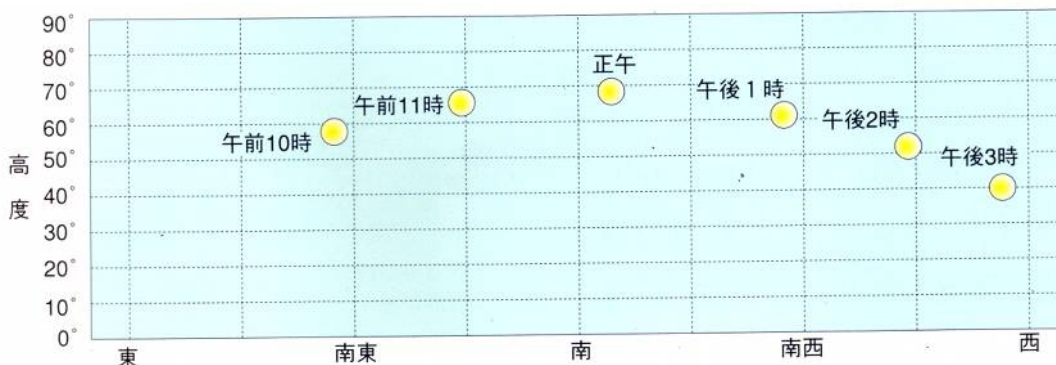 90°
80°
70°
60°
50°
40°
30°
20°
10°
0°
高度
午前10時
午前11時
正午
午後1時
午後2時
午後3時
東
南東
南
南西
西